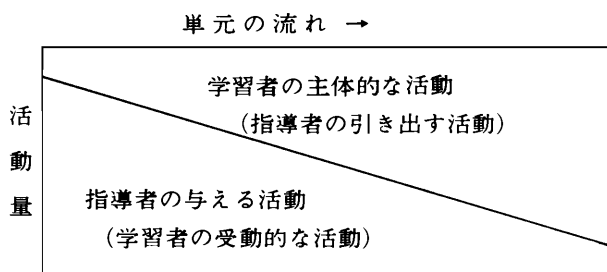 単元の流れ →
学習者の主体的な活動
(指導者の引き出す活動)
活動量
指導者の与える活動
(学習者の受動的な活動)